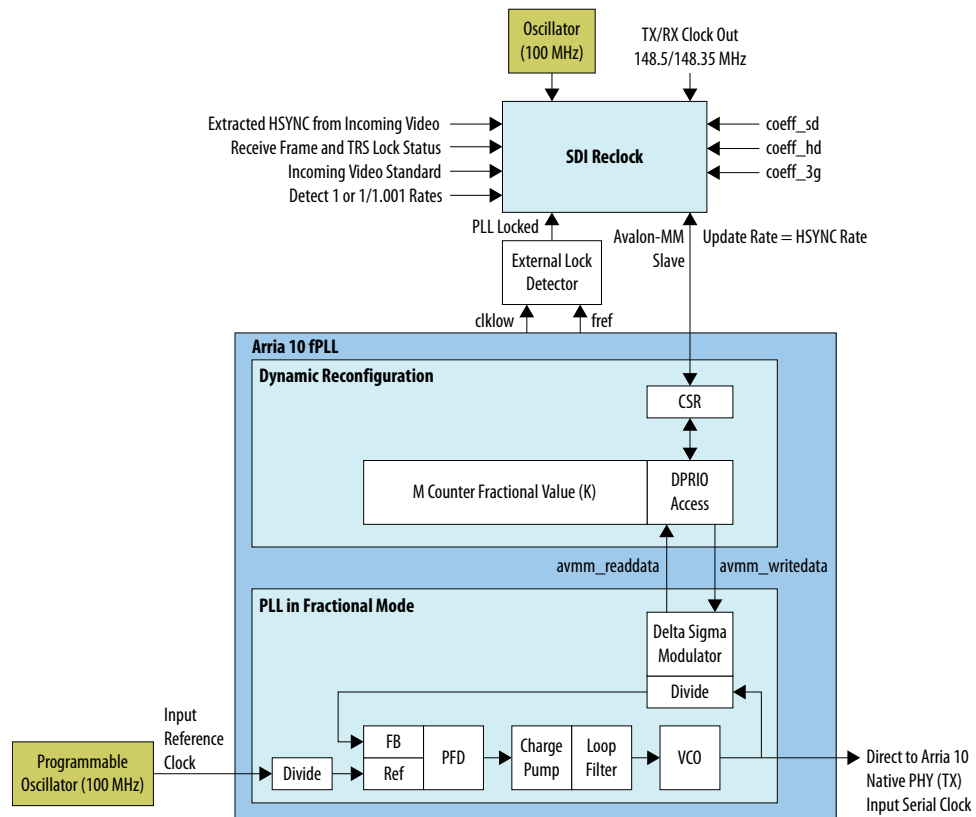 Oscillator
(100 MHz)
TX/RX Clock Out
148.5/148.35 MHz
Extracted HSYNC from Incoming Video
Receive Frame and TRS Lock Status
Incoming Video Standard
Detect 1 or 1/1.001 Rates
SDI Reclock
coeff_sd
coeff_hd
coeff_3g
PLL Locked
Avalon-MM
Slave
Update Rate = HSYNC Rate
External Lock
Detector
clklow
fref
Arria 10 fPLL
Dynamic Reconfiguration
CSR
M Counter Fractional Value (K)
DPRIO
Access
avmm_readdata
avmm_writedata
PLL in Fractional Mode
Delta Sigma
Modulator
Divide
Input
Reference
Clock
Programmable
Oscillator (100 MHz)
Divide
FB
Ref
PFD
Charge
Pump
Loop
Filter
VCO
Direct to Arria 10
Native PHY (TX)
Input Serial Clock